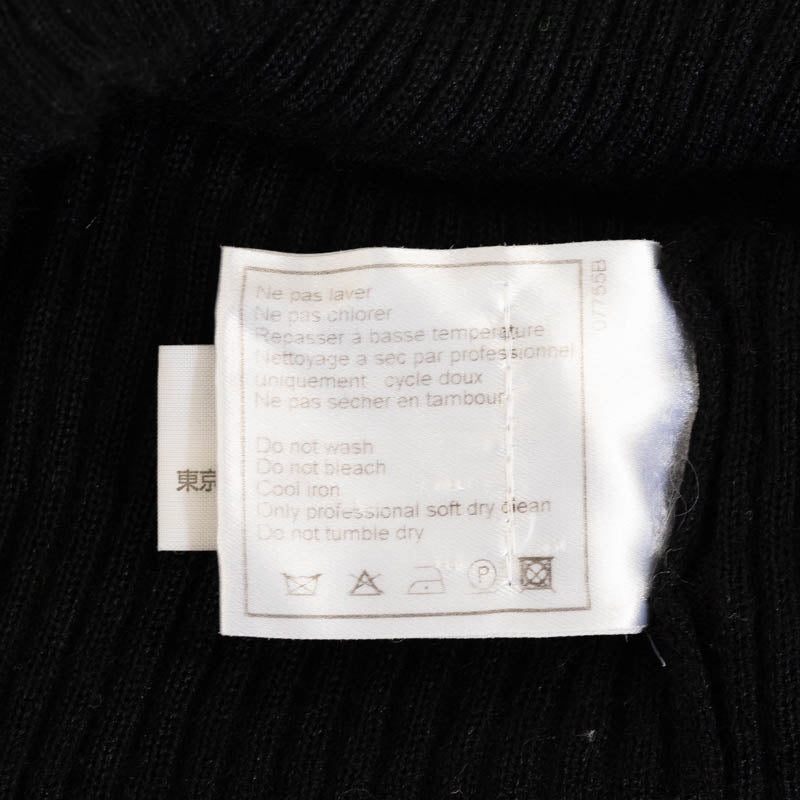 Ne pas laver
Ne pas chlorer
Repasser a basse temperature
Nettoyage a sec par professionnel
uniquement cycle doux
Ne pas secher en tambour
Do not wash
Do not bleach
Cool iron
Only professional soft dry clean
Do not tumble dry
P
07765B
東京